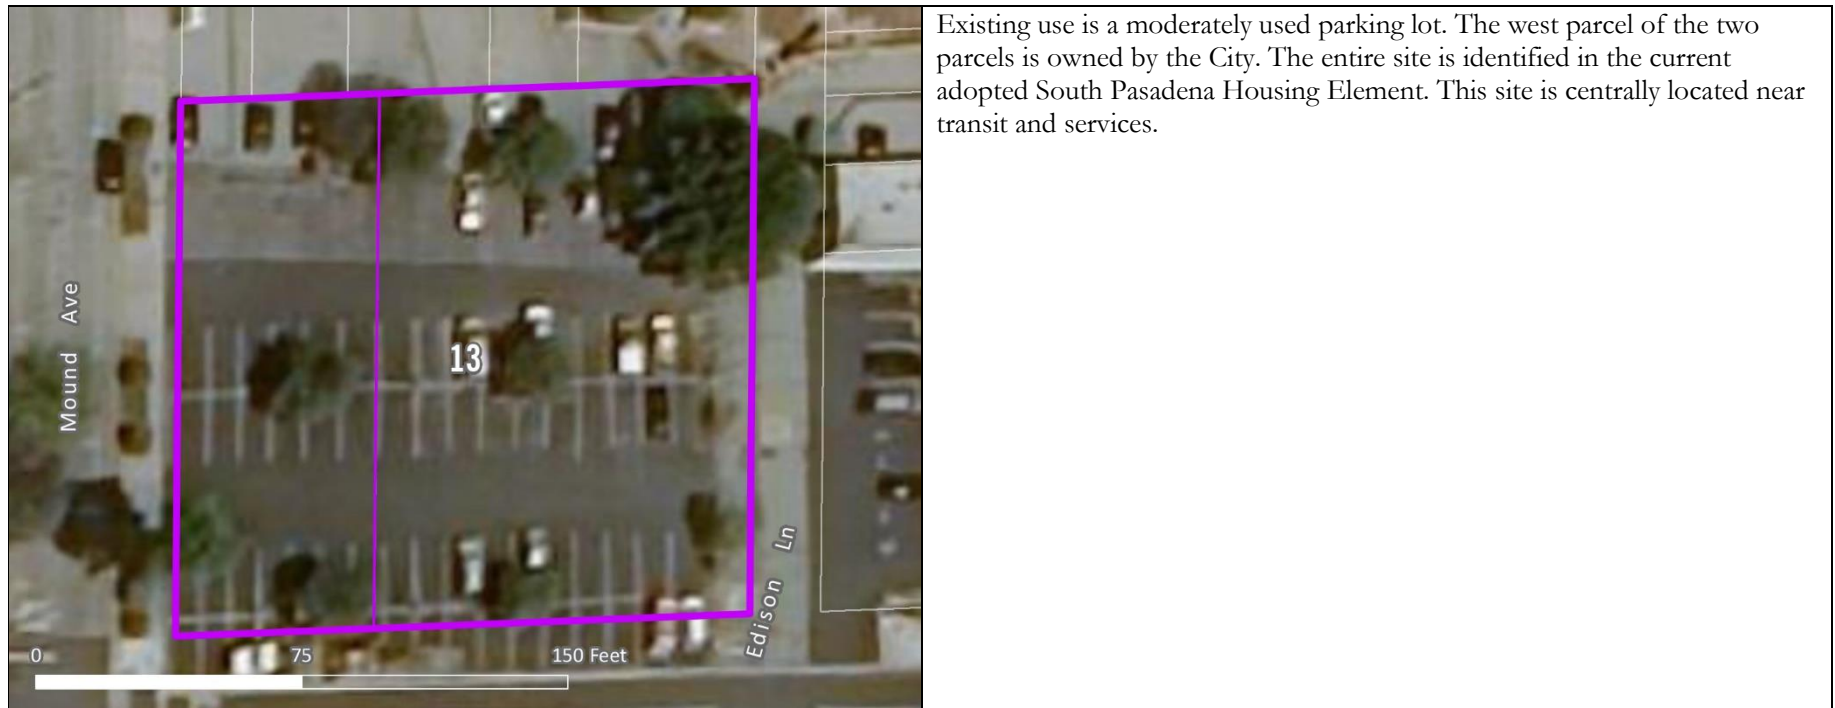 Existing use is a moderately used parking lot. The west parcel of the two
parcels is owned by the City. The entire site is identified in the current
adopted South Pasadena Housing Element. This site is centrally located near
transit and services.
Mound Ave
13
Edison Ln
0 75 150 Feet